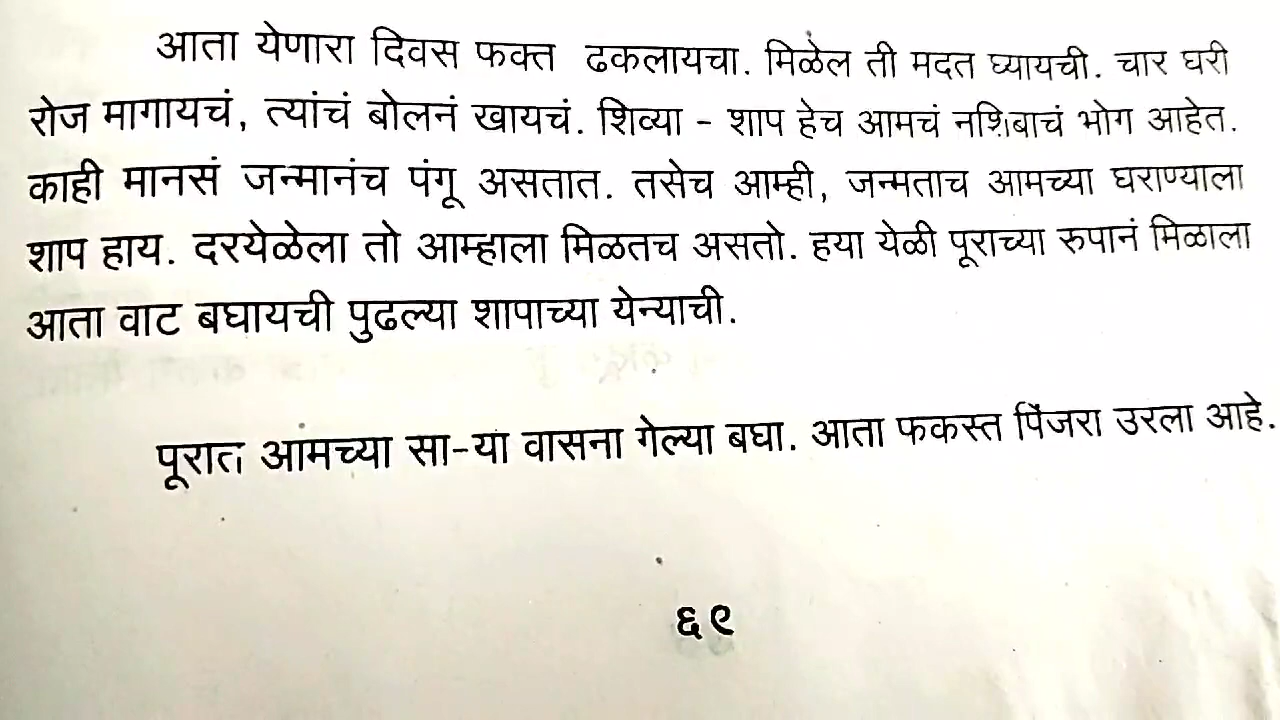 आता येणारा दिवस फक्त ढकलायचा. मिळेल ती मदत घ्यायची. चार घरी
रोज मागायचं, त्यांचं बोलनं खायचं. शिव्या - शाप हेच आमचं नशिबाचं भोग आहेत.
काही मानसं जन्मानंच पंगू असतात. तसेच आम्ही, जन्मताच आमच्या घराण्याला
शाप हाय. दरयेळेला तो आम्हाला मिळतच असतो. हया येळी पूराच्या रुपानं मिळाला
आता वाट बघायची पुढल्या शापाच्या येन्याची.
पूरात आमच्या सा-या वासना गेल्या बघा. आता फकस्त पिंजरा उरला आहे.
६९